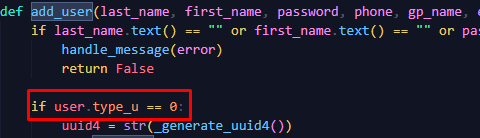 def add_user(last_name, first_name, password, phone, gp_name, e
if last_name.text() == "" or first_name.text() == "" or pas
handle_message(error)
return False
if user.type_u == 0:
uuid4 = str(_generate_uuid4())